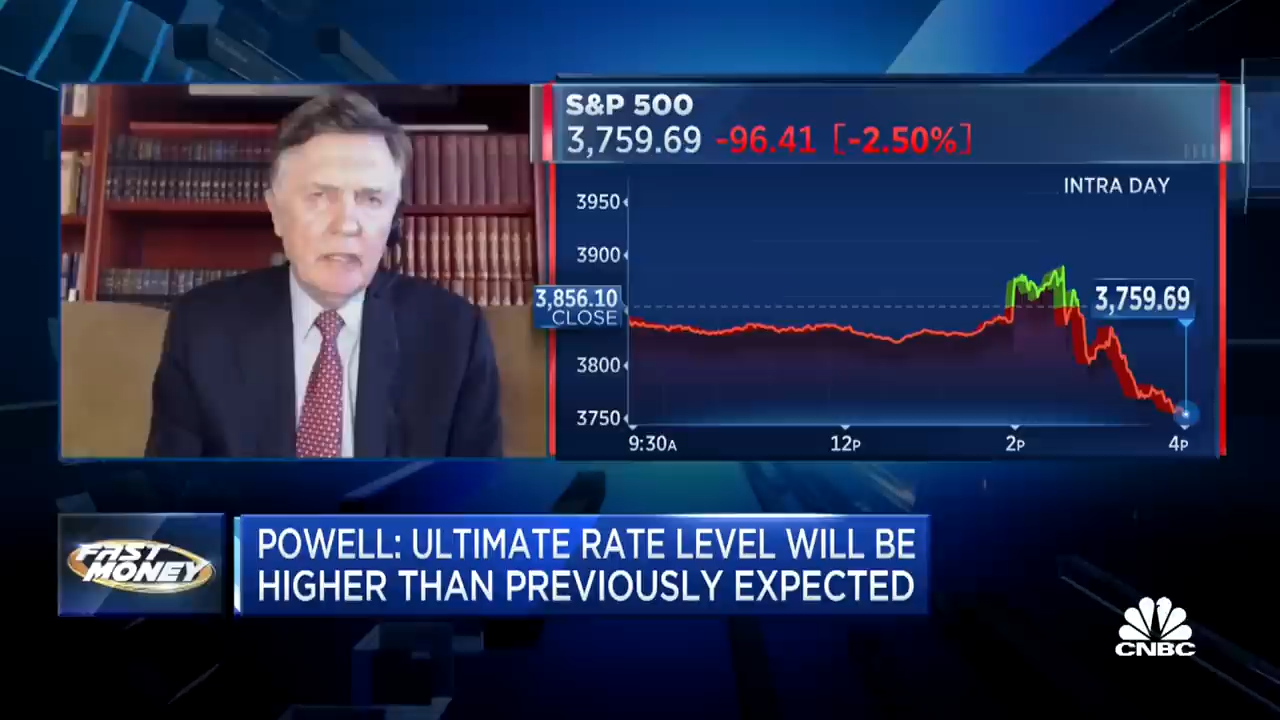 S&P 500
3,759.69 -96.41 [-2.50%]
INTRA DAY
3950
3900
3,856.10
CLOSE
3,759.69
3800
3750
9:30A 12P 2P 4P
FAST
MONEY
POWELL: ULTIMATE RATE LEVEL WILL BE
HIGHER THAN PREVIOUSLY EXPECTED
CNBC